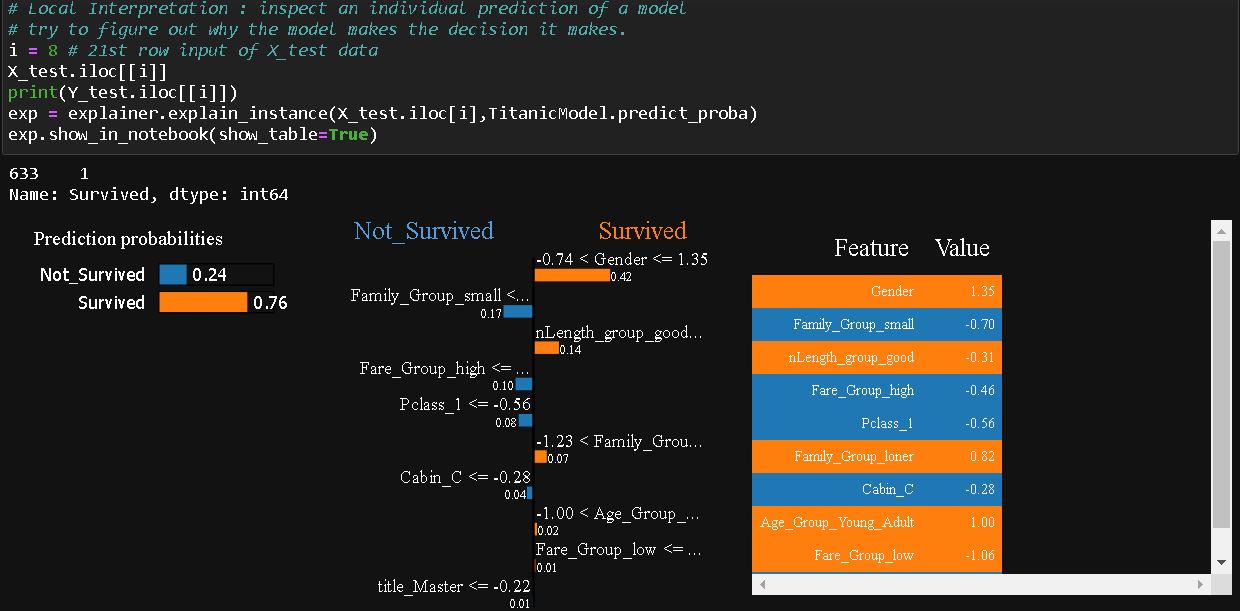 # Local Interpretation : inspect an individual prediction of a model
# try to figure out why the model makes the decision it makes.
i = 8 # 21st row input of X_test data
X_test.iloc[[i]]
print(Y_test.iloc[[i]])
exp = explainer.explain_instance(X_test.iloc[i],TitanicModel.predict_proba)
exp.show_in_notebook(show_table=True)
633    1
Name: Survived, dtype: int64
Prediction probabilities
Not_Survived 0.24
Survived 0.76
Not_Survived Survived
-0.74 < Gender <= 1.35
0.42
Family_Group_small <...
0.17
nLength_group_good...
0.14
Fare_Group_high <= ...
0.10
Pclass_1 <= -0.56
0.08
-1.23 < Family_Grou...
0.07
Cabin_C <= -0.28
0.04
-1.00 < Age_Group_...
0.02
Fare_Group_low <= ...
0.01
title_Master <= -0.22
0.01
Feature Value
Gender 1.35
Family_Group_small -0.70
nLength_group_good -0.31
Fare_Group_high -0.46
Pclass_1 -0.56
Family_Group_loner 0.82
Cabin_C -0.28
Age_Group_Young_Adult 1.00
Fare_Group_low -1.06